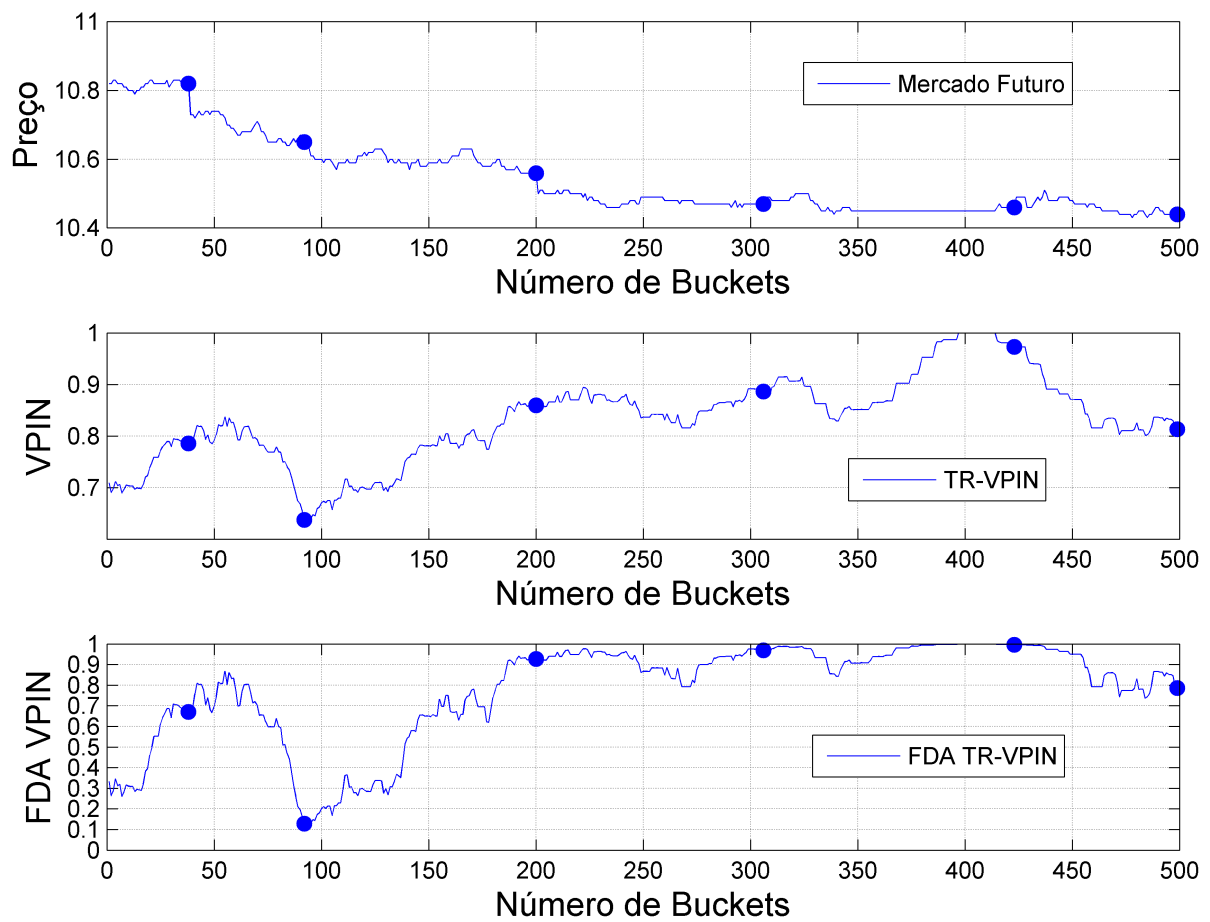 11
10.8
10.6
10.4
Preço
Mercado Futuro
0 50 100 150 200 250 300 350 400 450 500
Número de Buckets
1
0.9
0.8
0.7
VPIN
TR-VPIN
0 50 100 150 200 250 300 350 400 450 500
Número de Buckets
1
0.9
0.8
0.7
0.6
0.5
0.4
0.3
0.2
0.1
0
FDA VPIN
FDA TR-VPIN
0 50 100 150 200 250 300 350 400 450 500
Número de Buckets